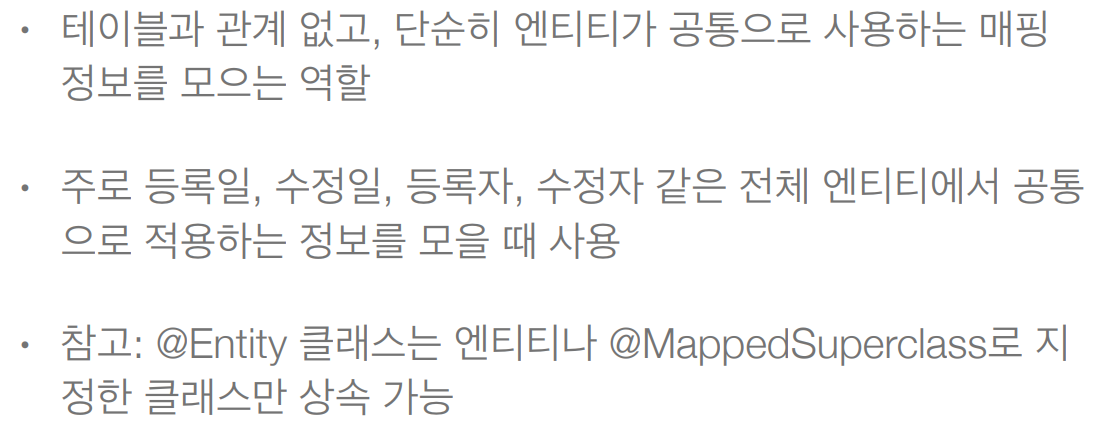 • 테이블과 관계 없고, 단순히 엔티티가 공통으로 사용하는 매핑
정보를 모으는 역할
• 주로 등록일, 수정일, 등록자, 수정자 같은 전체 엔티티에서 공통
으로 적용하는 정보를 모을 때 사용
• 참고: @Entity 클래스는 엔티티나 @MappedSuperclass로 지
정한 클래스만 상속 가능